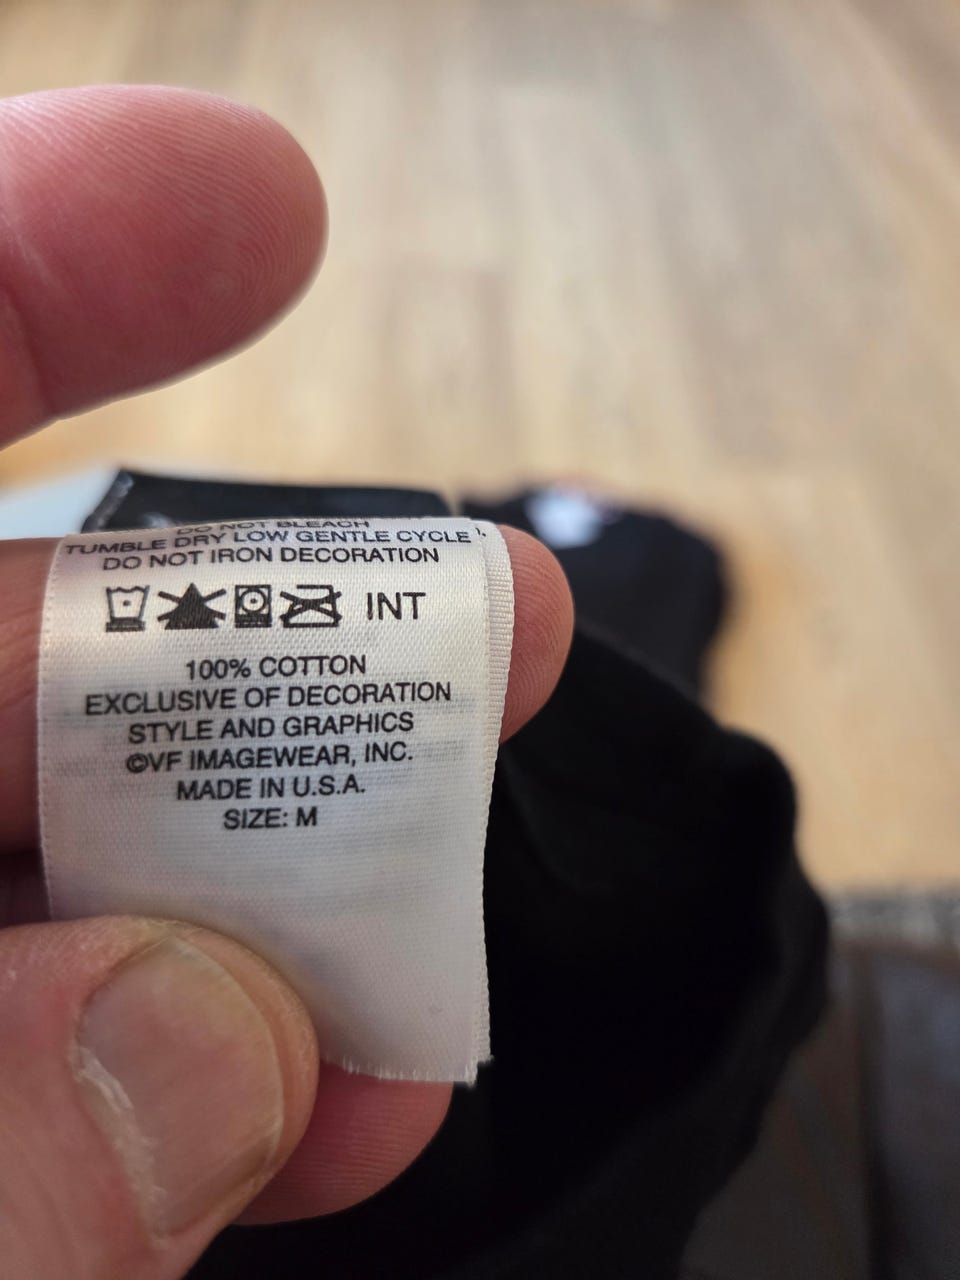 DO NOT BLEACH
TUMBLE DRY LOW GENTLE CYCLE
DO NOT IRON DECORATION
INT
100% COTTON
EXCLUSIVE OF DECORATION
STYLE AND GRAPHICS
©VF IMAGEWEAR, INC.
MADE IN U.S.A.
SIZE: M